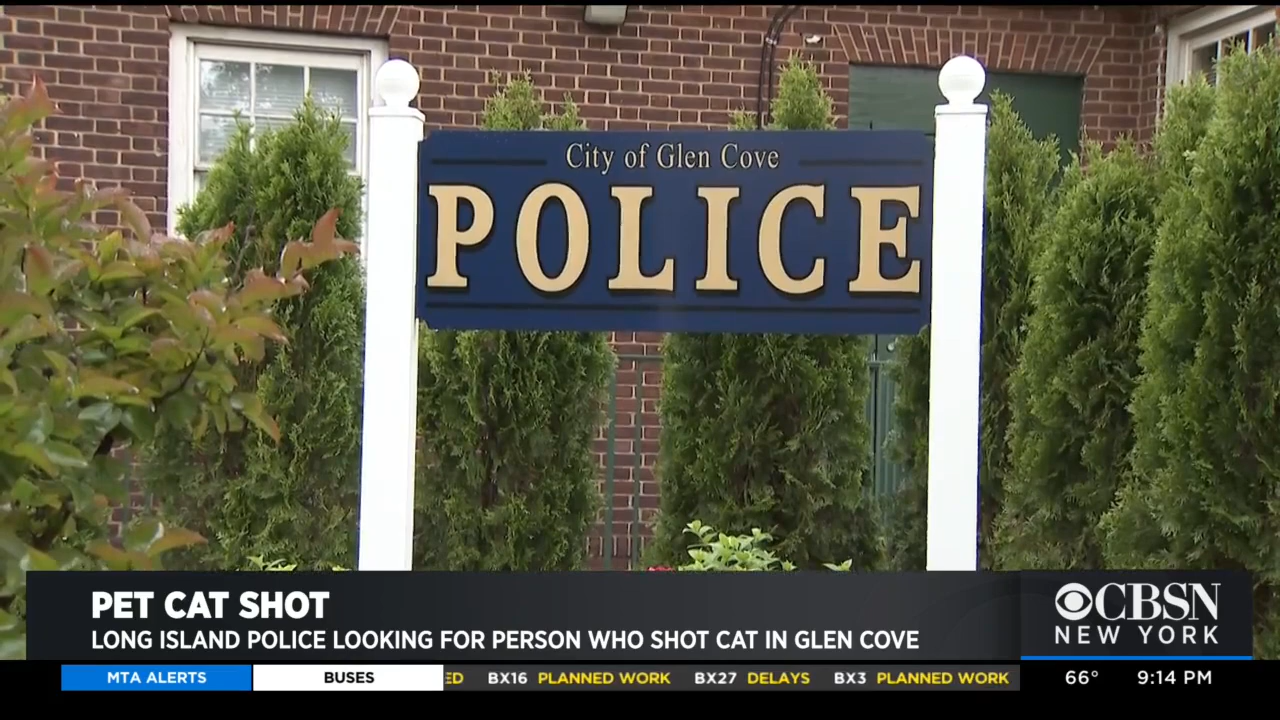 City of Glen Cove
POLICE
PET CAT SHOT
LONG ISLAND POLICE LOOKING FOR PERSON WHO SHOT CAT IN GLEN COVE
CBSN
NEW YORK
MTA ALERTS BUSES ED BX16 PLANNED WORK BX27 DELAYS BX3 PLANNED WORK 66° 9:14 PM